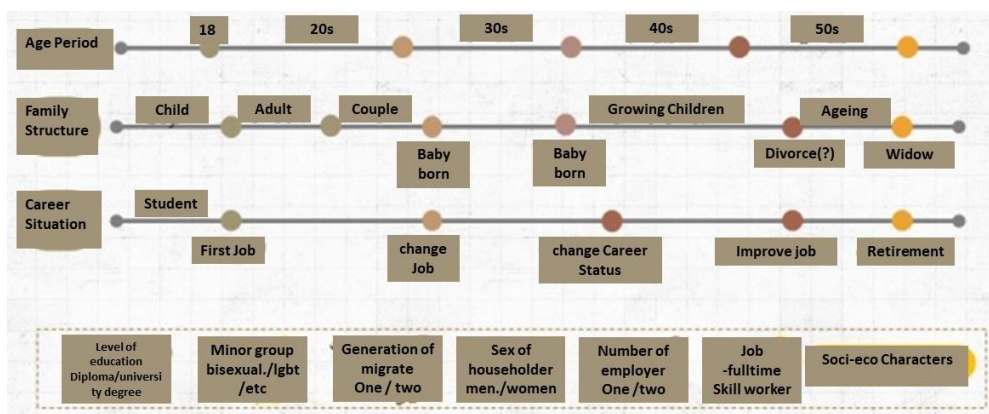 Age Period
18
20s
30s
40s
50s
Family
Structure
Child
Adult
Couple
Growing Children
Ageing
Baby
born
Baby
born
Divorce(?)
Widow
Career
Situation
Student
First Job
change
Job
change Career
Status
Improve job
Retirement
Level of
education
Diploma/universi
ty degree
Minor group
bisexual./lgbt
/etc
Generation of
migrate
One / two
Sex of
householder
men./women
Number of
employer
One /two
Job
-fulltime
Skill worker
Soci-eco Characters